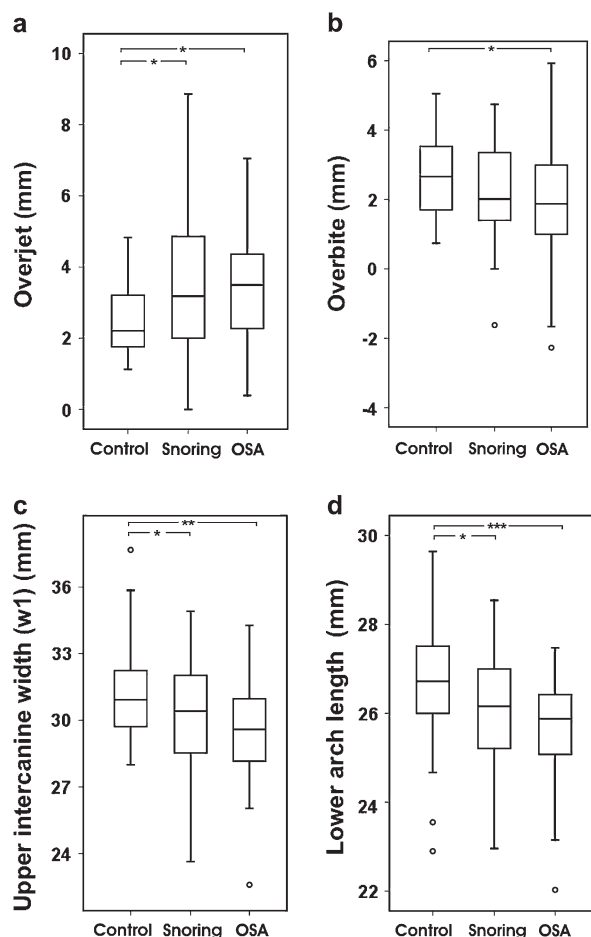 a
*
*
10
8
6
4
2
0
Overjet (mm)
Control Snoring OSA
b
*
6
4
2
0
-2
-4
Overbite (mm)
Control Snoring OSA
c
**
*
36
33
30
27
24
Upper intercanine width (w1) (mm)
Control Snoring OSA
d
***
*
30
28
26
24
22
Lower arch length (mm)
Control Snoring OSA